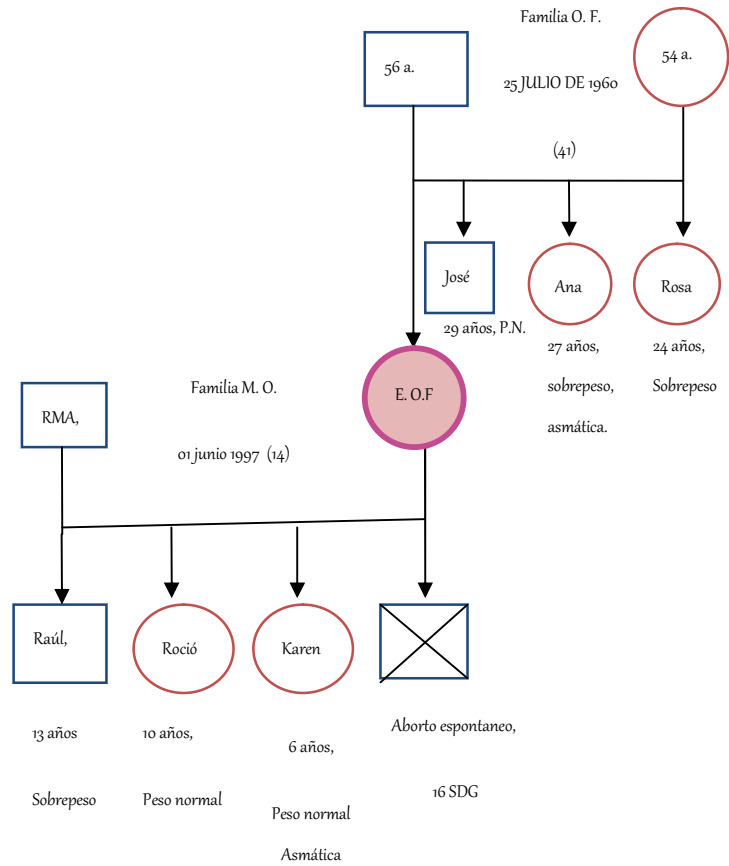 Familia O. F.
56 a.
54 a.
25 JULIO DE 1960
(41)
José
Ana
Rosa
29 años, P.N.
27 años,
sobrepeso,
asmática.
24 años,
Sobrepeso
E. O.F
Familia M. O.
RMA,
01 junio 1997 (14)
Raúl,
Roció
Karen
13 años
Sobrepeso
10 años,
Peso normal
6 años,
Peso normal
Asmática
Aborto espontaneo,
16 SDG